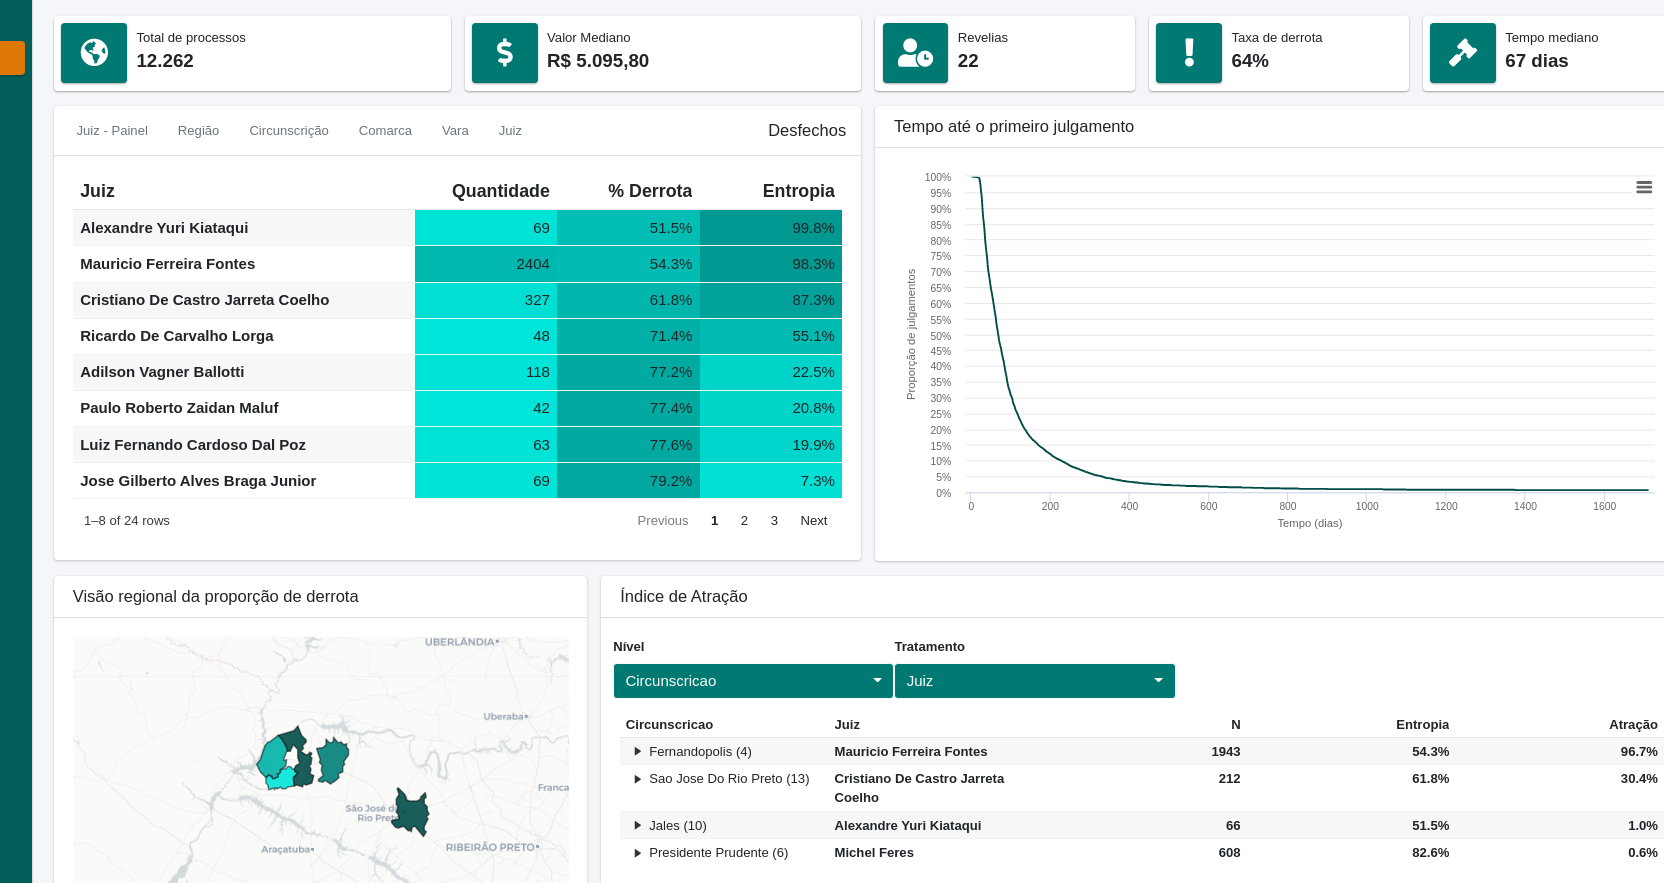 Total de processos
12.262
Valor Mediano
R$ 5.095,80
Revelias
22
Taxa de derrota
64%
Tempo mediano
67 dias
Juiz - Painel Região Circunscrição Comarca Vara Juiz Desfechos
Juiz Quantidade % Derrota Entropia
Alexandre Yuri Kiataqui 69 51.5% 99.8%
Mauricio Ferreira Fontes 2404 54.3% 98.3%
Cristiano De Castro Jarreta Coelho 327 61.8% 87.3%
Ricardo De Carvalho Lorga 48 71.4% 55.1%
Adilson Vagner Ballotti 118 77.2% 22.5%
Paulo Roberto Zaidan Maluf 42 77.4% 20.8%
Luiz Fernando Cardoso Dal Poz 63 77.6% 19.9%
Jose Gilberto Alves Braga Junior 69 79.2% 7.3%
1–8 of 24 rows Previous 1 2 3 Next
Tempo até o primeiro julgamento
Proporção de julgamentos
100%
95%
90%
85%
80%
75%
70%
65%
60%
55%
50%
45%
40%
35%
30%
25%
20%
15%
10%
5%
0%
0 200 400 600 800 1000 1200 1400 1600
Tempo (dias)
Visão regional da proporção de derrota
UBERLÂNDIA
Uberaba
Franca
São José d
Rio Pret
Araçatuba
RIBEIRÃO PRETO
Índice de Atração
Nível Tratamento
Circunscricao Juiz
Circunscricao Juiz N Entropia Atração
Fernandopolis (4) Mauricio Ferreira Fontes 1943 54.3% 96.7%
Sao Jose Do Rio Preto (13) Cristiano De Castro Jarreta 212 61.8% 30.4%
Coelho
Jales (10) Alexandre Yuri Kiataqui 66 51.5% 1.0%
Presidente Prudente (6) Michel Feres 608 82.6% 0.6%